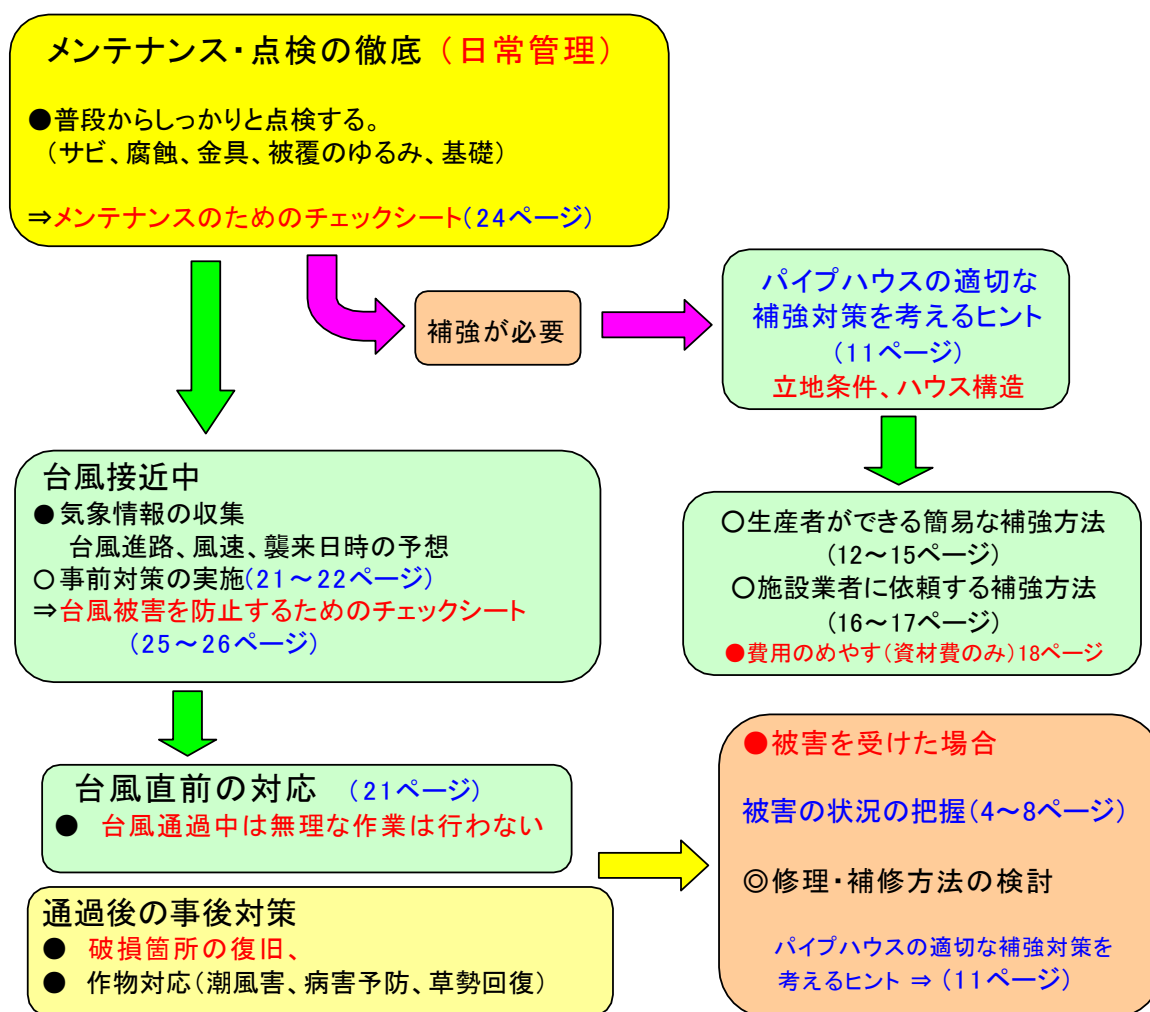 メンテナンス・点検の徹底（日常管理）
●普段からしっかりと点検する。
（サビ、腐蝕、金具、被覆のゆるみ、基礎）
⇒メンテナンスのためのチェックシート(24ページ)
補強が必要
パイプハウスの適切な
補強対策を考えるヒント
(11ページ)
立地条件、ハウス構造
〇生産者ができる簡易な補強方法
(12～15ページ)
〇施設業者に依頼する補強方法
(16～17ページ)
●費用のめやす(資材費のみ)18ページ
台風接近中
●気象情報の収集
台風進路、風速、襲来日時の予想
○事前対策の実施(21～22ページ)
⇒台風被害を防止するためのチェックシート
(25～26ページ)
台風直前の対応 (21ページ)
● 台風通過中は無理な作業は行わない
通過後の事後対策
● 破損箇所の復旧、
● 作物対応(潮風害、病害予防、草勢回復)
●被害を受けた場合
被害の状況の把握(4～8ページ)
◎修理・補修方法の検討
パイプハウスの適切な補強対策を
考えるヒント ⇒ (11ページ)